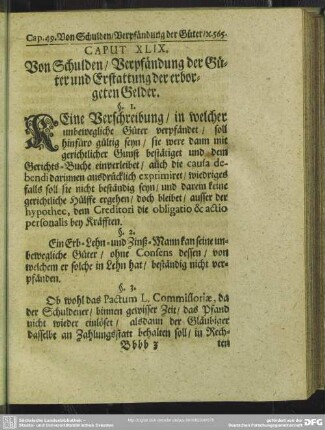 Cap. 49. Von Schulden/Verpfändung der Güter/ꝛc. 565.
CAPUT XLIX.
Von Schulden/ Verpfändung der Gü-
ter und Erstattung der erbor-
geten Gelder.
§. 1.
KEine Verschreibung/ in welcher
unbewegliche Güter verpfändet/ soll
hinfüro gültig seyn/ sie were dann mit
gerichtlicher Gunst bestätiget und dem
Gerichts-Buche einverleibet/ auch die causa de-
bendi darinnen ausdrücklich exprimiret/ wiedriges
falls soll sie nicht beständig seyn/ und darein keine
gerichtliche Hülffe ergehen/ doch bleibet/ ausser der
hypothec, dem Creditori die obligatio & actio
personalis bey Kräfften.
§. 2.
Ein Erb-Lehn- und Zinß-Mann kan seine un-
bewegliche Güter/ ohne Consens dessen/ von
welchem er solche in Lehn hat/ beständig nicht ver-
pfänden.
§. 3.
Ob wohl das Pactum L. Commissoriæ, da
der Schuldener/ binnen gewisser Zeit/ das Pfand
nicht wieder einlöset/ alsdann der Gläubiger
dasselbe an Zahlungsstatt behalten soll/ in Rech-
Bbbb 3 ten